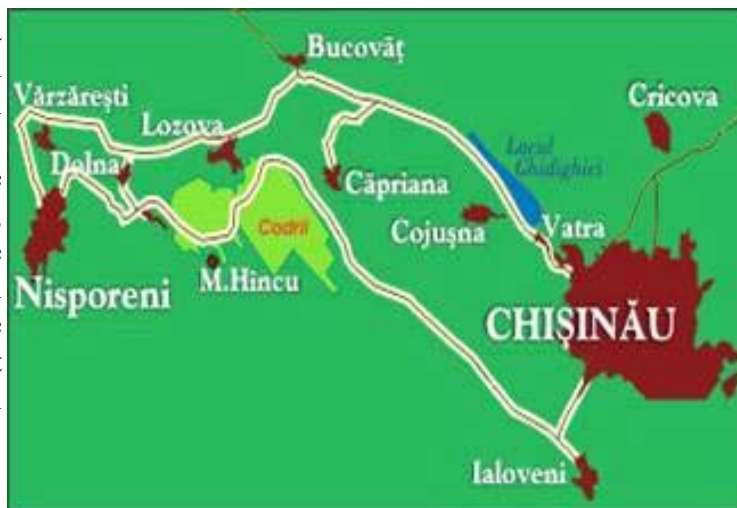 Bucovăț
Vărzărești
Cricova
Lozova
Lacul
Ghidighici
Dolna
Căpriana
Cojușna
Vatra
Codrii
M.Hîncu
Nisporeni
CHIȘINĂU
Ialoveni